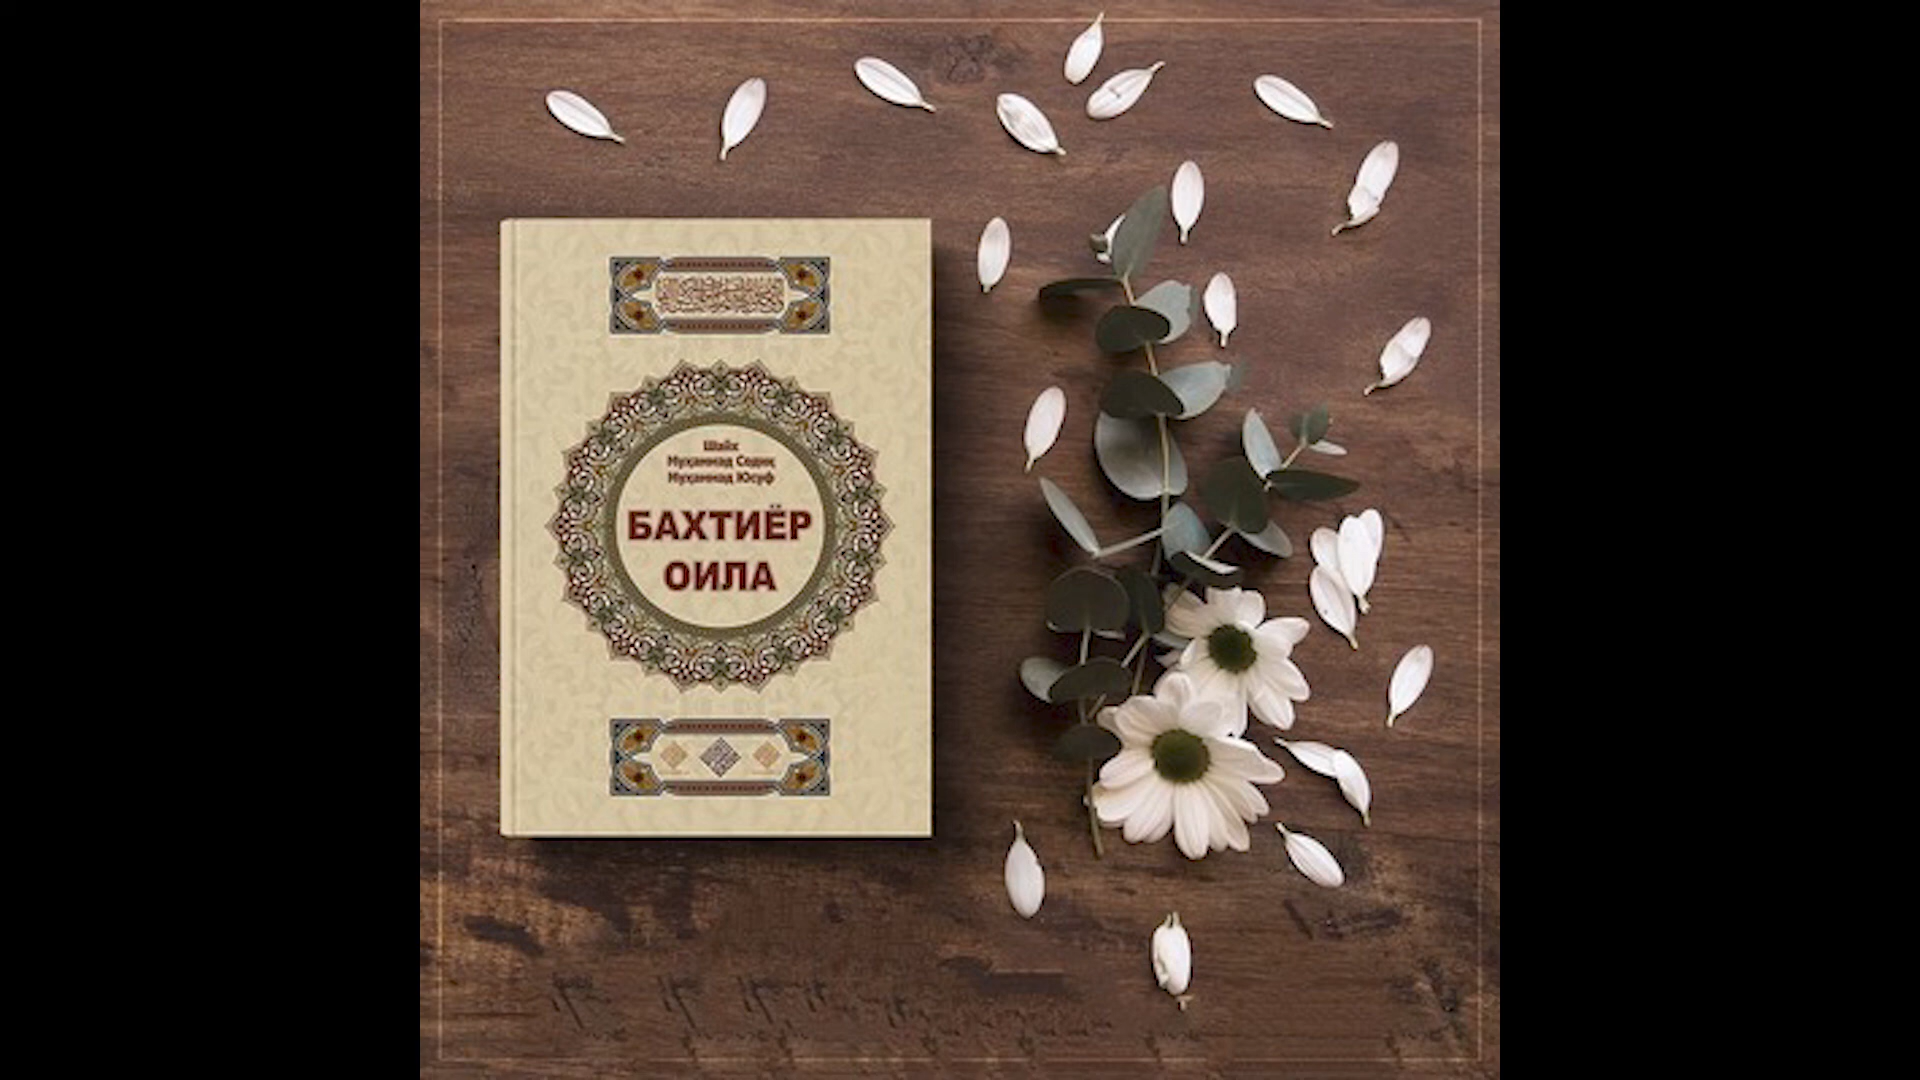 Шайх
Муҳаммад Содиқ
Муҳаммад Юсуф
БАХТИЁР
ОИЛА